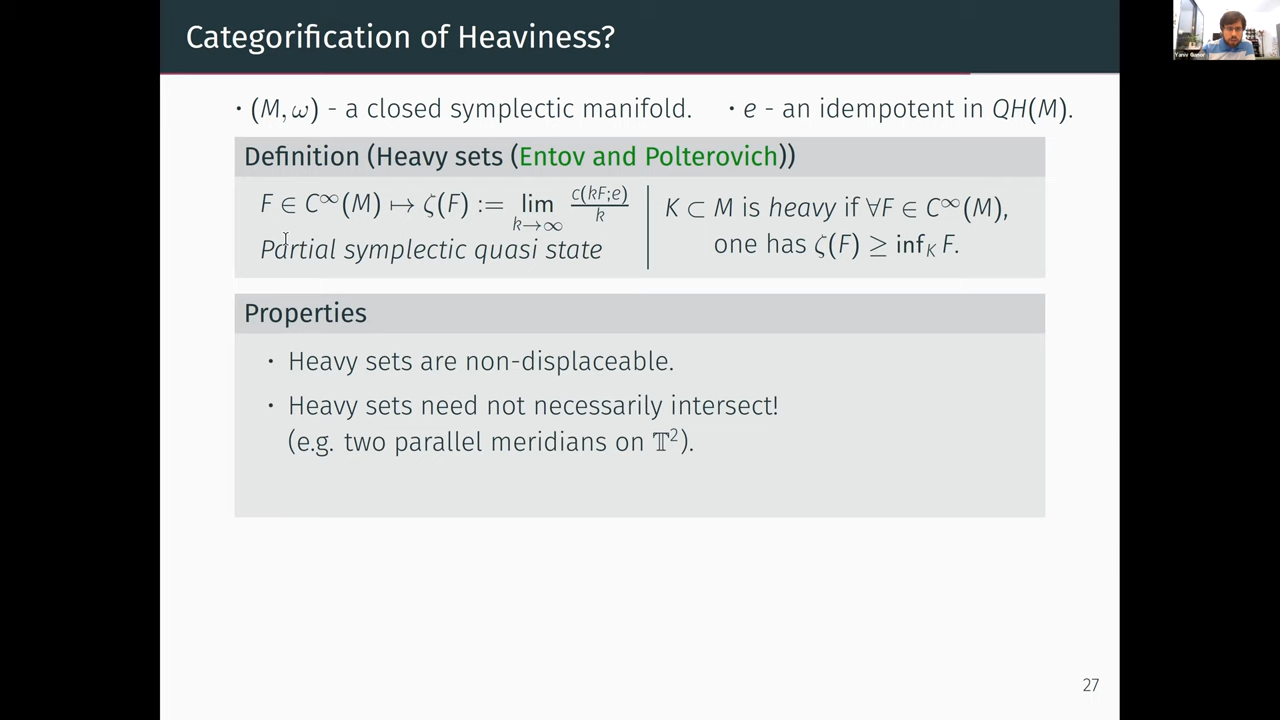 Categorification of Heaviness?
• (M, ω) - a closed symplectic manifold. • e - an idempotent in QH(M).
Definition (Heavy sets (Entov and Polterovich))
F ∈ C^∞(M) ↦ ζ(F) := lim_{k→∞} c(kF;e)/k
Partial symplectic quasi state
K ⊂ M is heavy if ∀F ∈ C^∞(M),
one has ζ(F) ≥ inf_K F.
Properties
• Heavy sets are non-displaceable.
• Heavy sets need not necessarily intersect!
(e.g. two parallel meridians on 𝕋²).
27